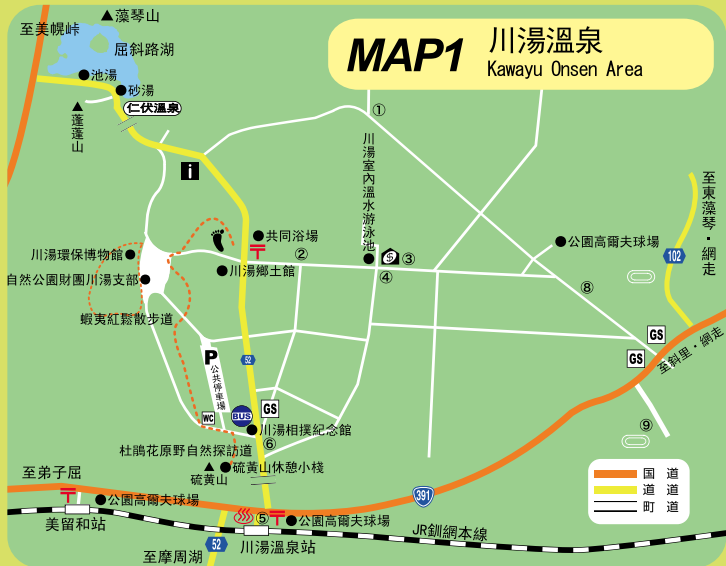 至美幌峠
▲藻琴山
屈斜路湖
池湯
砂湯
仁伏溫泉
▲蓬蓬山
MAP1
川湯溫泉
Kawayu Onsen Area
①
川湯室內溫水游泳池
i
共同浴場
〒
②
③
④
川湯環保博物館
川湯鄉土館
自然公園財團川湯支部
蝦夷紅鬆散步道
公園高爾夫球場
至東藻琴・網走
102
⑧
GS
GS
至斜里・網走
⑨
P
公共停車場
52
WC
BUS
GS
川湯相撲紀念館
⑥
杜鵑花原野自然探訪道
▲
硫黃山
硫黃山休憩小棧
至弟子屈
〒
公園高爾夫球場
美留和站
391
⑤
〒
公園高爾夫球場
52
至摩周湖
川湯溫泉站
JR釧網本線
国道
道道
町道